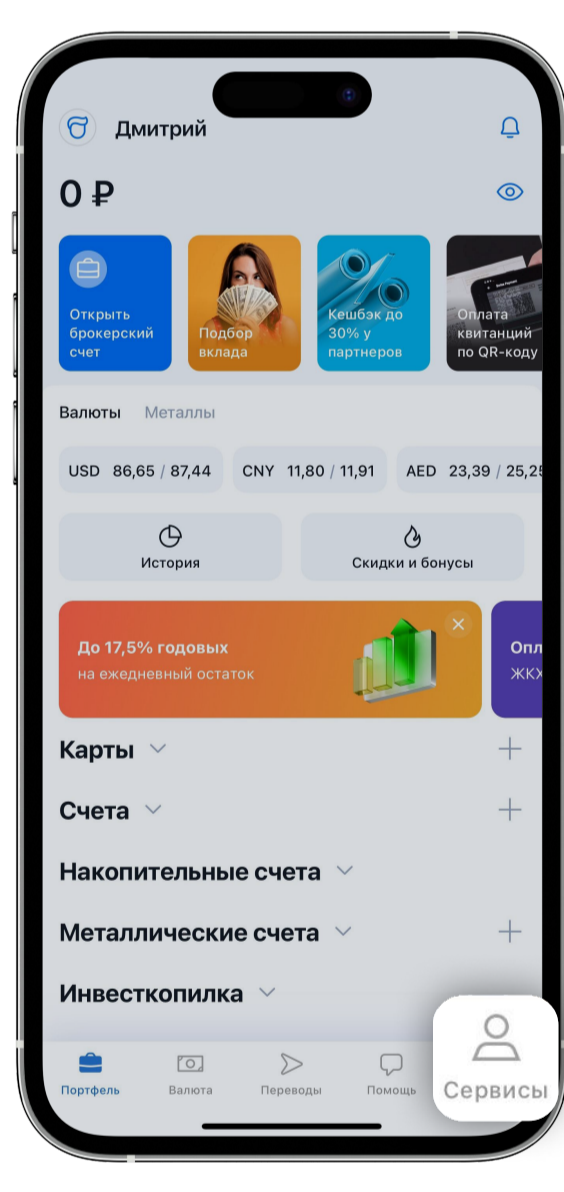 Дмитрий
0 ₽
Открыть
брокерский
счет
Подбор
вклада
Кешбэк до
30% у
партнеров
Оплата
квитанций
по QR-коду
Валюты Металлы
USD 86,65 / 87,44 CNY 11,80 / 11,91 AED 23,39 / 25,25
История Скидки и бонусы
До 17,5% годовых
на ежедневный остаток
Опл
ЖКХ
Карты
Счета
Накопительные счета
Металлические счета
Инвесткопилка
Портфель Валюта Переводы Помощь Сервисы